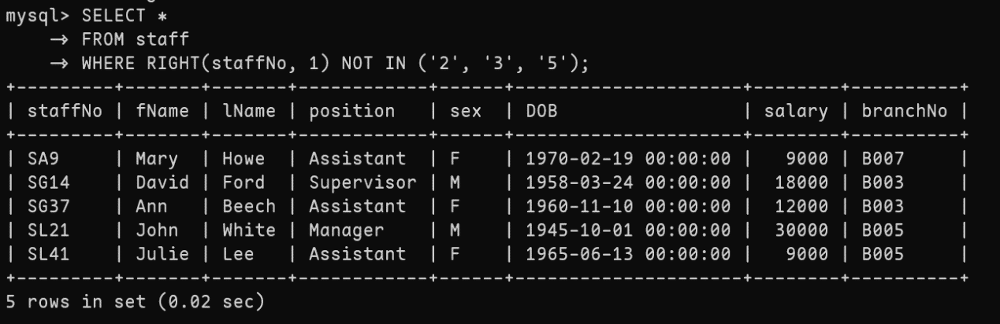 mysql> SELECT *
    -> FROM staff
    -> WHERE RIGHT(staffNo, 1) NOT IN ('2', '3', '5');
+---------+-------+-------+------------+------+---------------------+--------+----------+
| staffNo | fName | lName | position   | sex  | DOB                 | salary | branchNo |
+---------+-------+-------+------------+------+---------------------+--------+----------+
| SA9     | Mary  | Howe  | Assistant  | F    | 1970-02-19 00:00:00 |   9000 | B007     |
| SG14    | David | Ford  | Supervisor | M    | 1958-03-24 00:00:00 |  18000 | B003     |
| SG37    | Ann   | Beech | Assistant  | F    | 1960-11-10 00:00:00 |  12000 | B003     |
| SL21    | John  | White | Manager    | M    | 1945-10-01 00:00:00 |  30000 | B005     |
| SL41    | Julie | Lee   | Assistant  | F    | 1965-06-13 00:00:00 |   9000 | B005     |
+---------+-------+-------+------------+------+---------------------+--------+----------+
5 rows in set (0.02 sec)